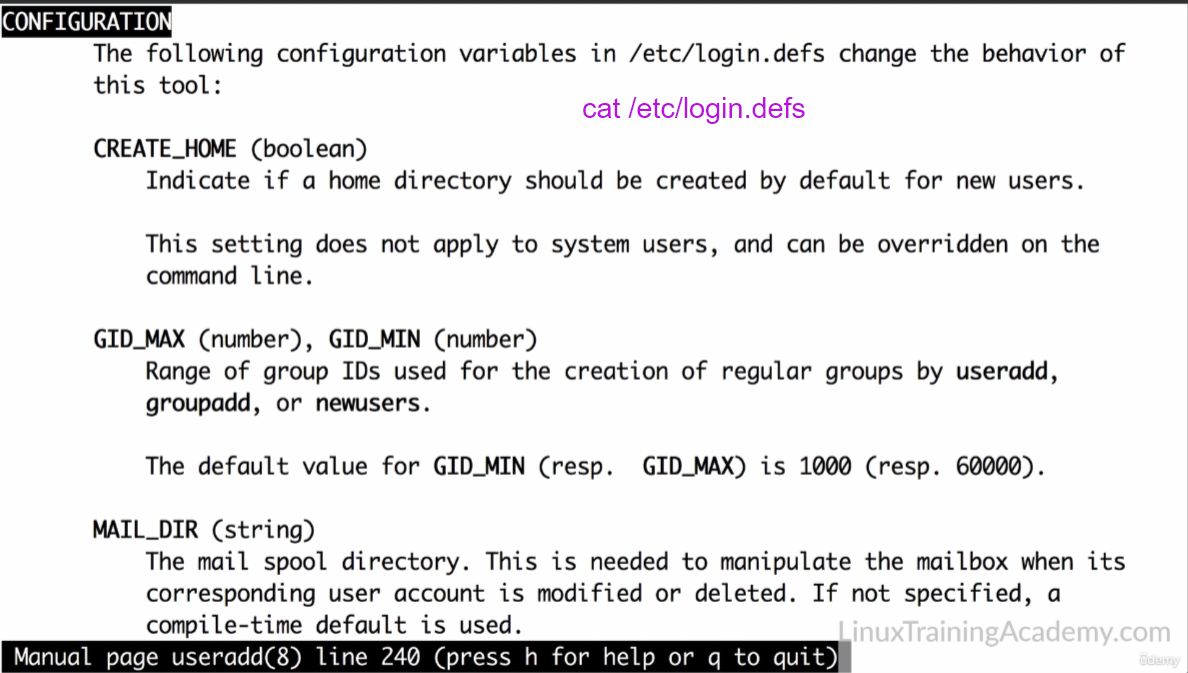 CONFIGURATION
The following configuration variables in /etc/login.defs change the behavior of
this tool:
cat /etc/login.defs
CREATE_HOME (boolean)
Indicate if a home directory should be created by default for new users.
This setting does not apply to system users, and can be overridden on the
command line.
GID_MAX (number), GID_MIN (number)
Range of group IDs used for the creation of regular groups by useradd,
groupadd, or newusers.
The default value for GID_MIN (resp.  GID_MAX) is 1000 (resp. 60000).
MAIL_DIR (string)
The mail spool directory. This is needed to manipulate the mailbox when its
corresponding user account is modified or deleted. If not specified, a
compile-time default is used.
LinuxTrainingAcademy.com
Manual page useradd(8) line 240 (press h for help or q to quit)
ûdemy